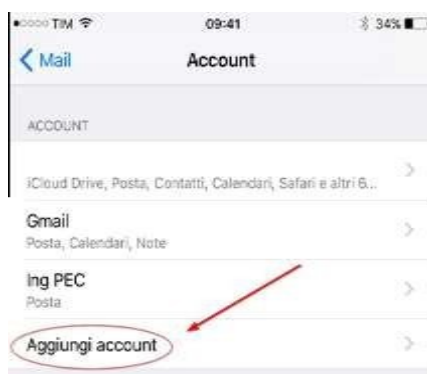 TIM 09:41 34%
Mail Account
ACCOUNT
iCloud Drive, Posta, Contatti, Calendari, Safari e altri 6...
Gmail
Posta, Calendari, Note
Ing PEC
Posta
Aggiungi account